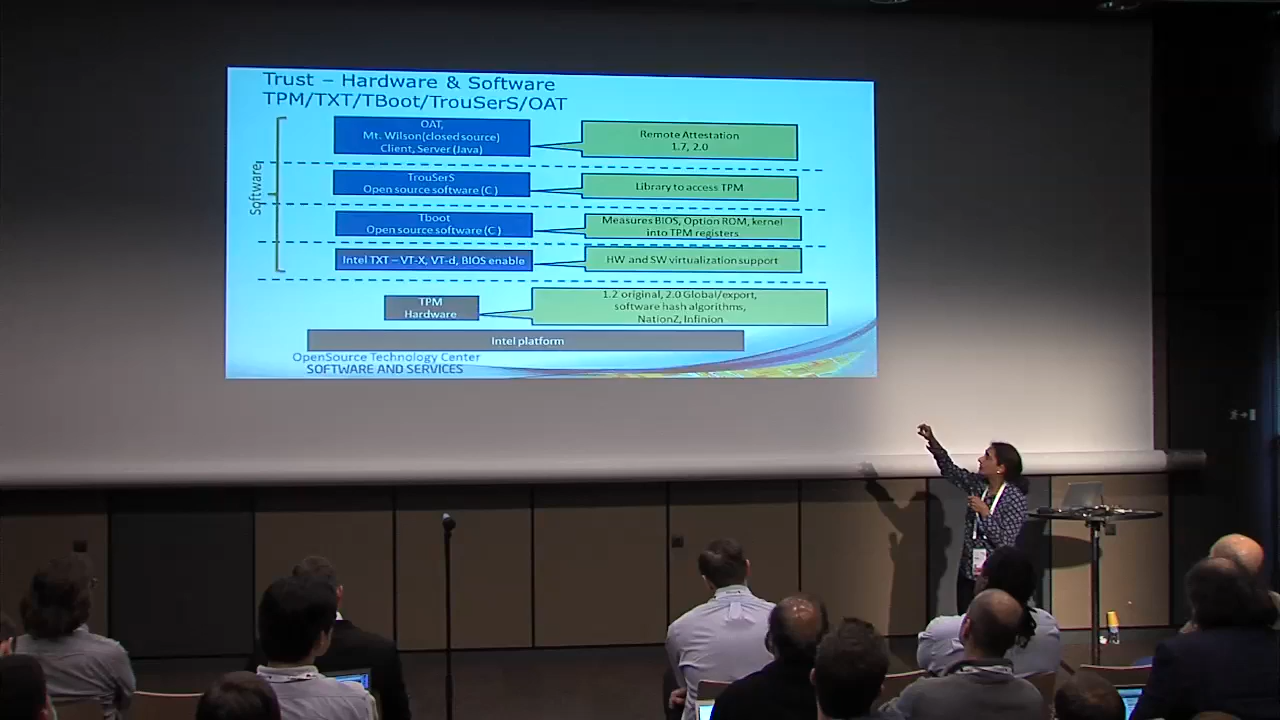 Trust – Hardware & Software
TPM/TXT/TBoot/TrouSerS/OAT
Software
OAT,
Mt. Wilson(closed source)
Client, Server (Java)
Remote Attestation
1.7, 2.0
TrouSerS
Open source software (C )
Library to access TPM
Tboot
Open source software (C )
Measures BIOS, Option ROM, kernel
into TPM registers.
Intel TXT – VT-X, VT-d, BIOS enable
HW and SW virtualization support
TPM
Hardware
1.2 original, 2.0 Global/export,
software hash algorithms,
NationZ, Infinion
Intel platform
OpenSource Technology Center
SOFTWARE AND SERVICES